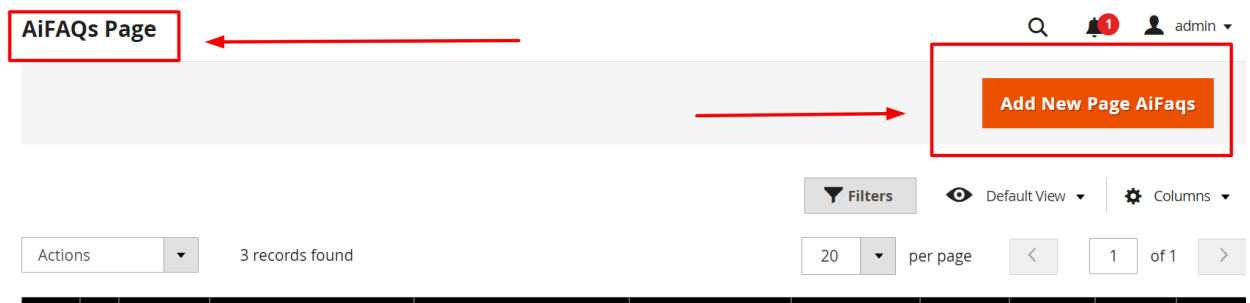 AiFAQs Page
1
admin
Add New Page AiFaqs
Filters
Default View
Columns
Actions
3 records found
20
per page
1
of 1